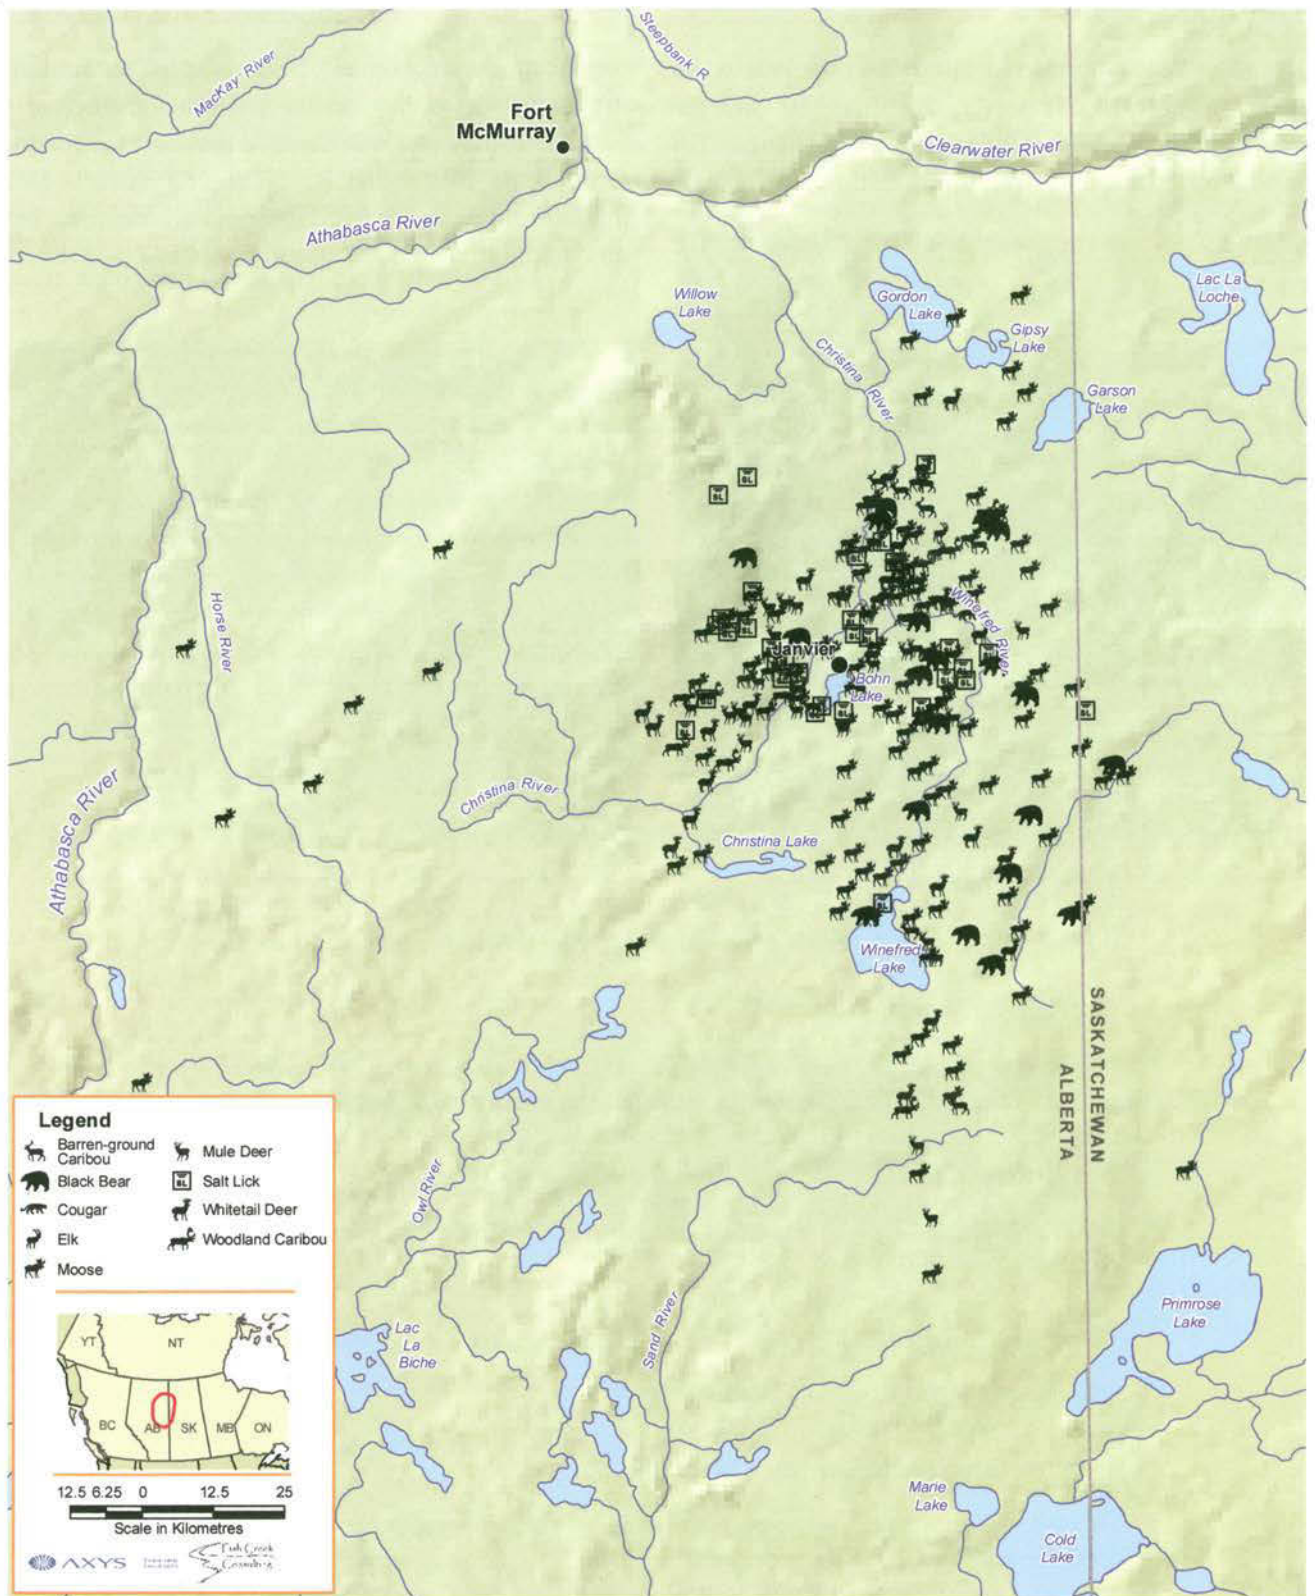 Steepbank R
MacKay River
Fort
McMurray
Clearwater River
Athabasca River
Willow
Lake
Gordon
Lake
Lac La
Loche
Gipsy
Lake
Christina River
Garson
Lake
Horse River
Winefred River
Janvier
Bohn
Lake
Christina River
Athabasca River
Christina Lake
Winefred
Lake
SASKATCHEWAN
ALBERTA
Owl River
Sand River
Lac
La
Biche
Primrose
Lake
Marie
Lake
Cold
Lake
Legend
Barren-ground
Caribou
Black Bear
Cougar
Elk
Moose
Mule Deer
BL
Salt Lick
Whitetail Deer
Woodland Caribou
YT
NT
BC
AB
SK
MB
ON
12.5 6.25 0 12.5 25
Scale in Kilometres
AXYS
Fish Creek
Consulting